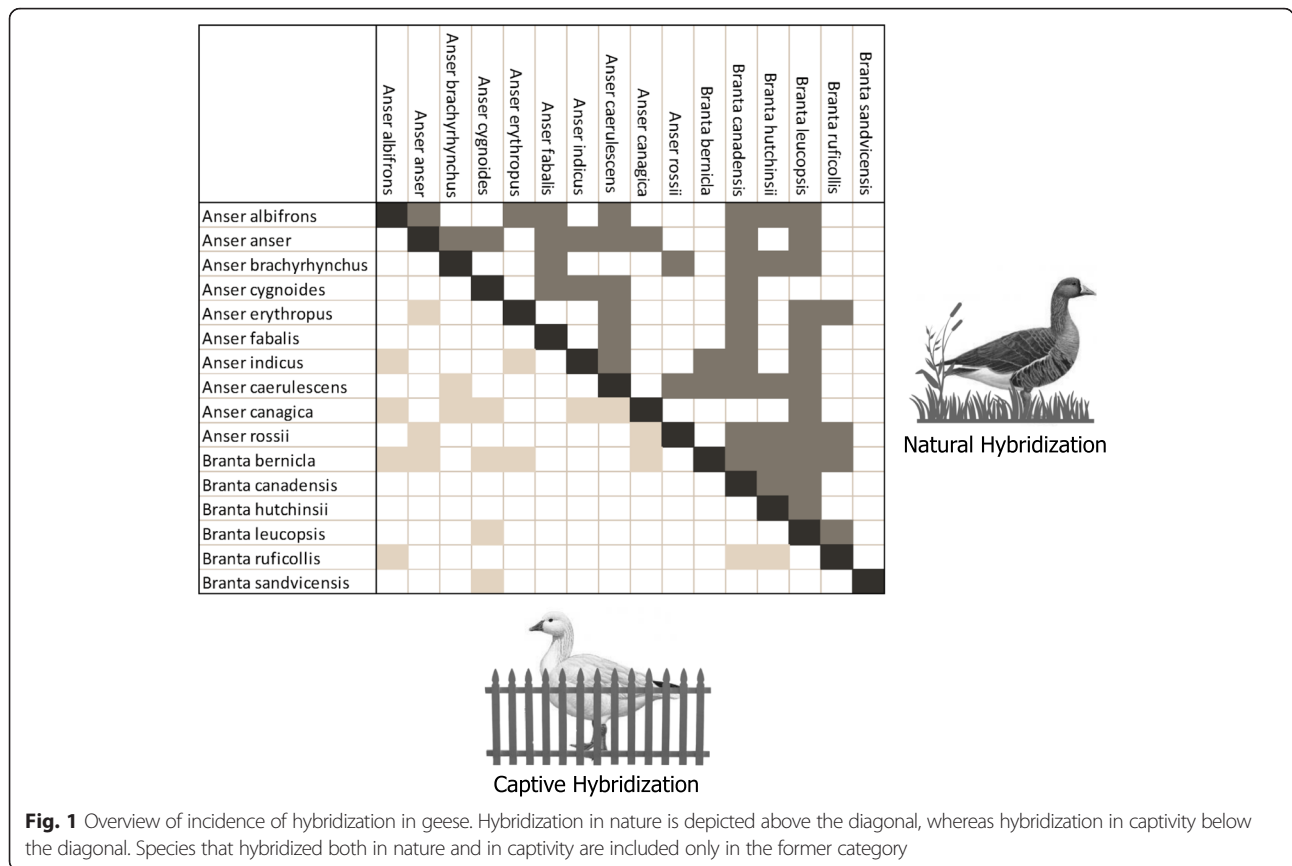 Anser albifrons
Anser anser
Anser brachyrhynchus
Anser cygnoides
Anser erythropus
Anser fabalis
Anser indicus
Anser caerulescens
Anser canagica
Anser rossii
Branta bernicla
Branta canadensis
Branta hutchinsii
Branta leucopsis
Branta ruficollis
Branta sandvicensis
Anser albifrons
Anser anser
Anser brachyrhynchus
Anser cygnoides
Anser erythropus
Anser fabalis
Anser indicus
Anser caerulescens
Anser canagica
Anser rossii
Branta bernicla
Branta canadensis
Branta hutchinsii
Branta leucopsis
Branta ruficollis
Branta sandvicensis
Natural Hybridization
Captive Hybridization
Fig. 1 Overview of incidence of hybridization in geese. Hybridization in nature is depicted above the diagonal, whereas hybridization in captivity below
the diagonal. Species that hybridized both in nature and in captivity are included only in the former category